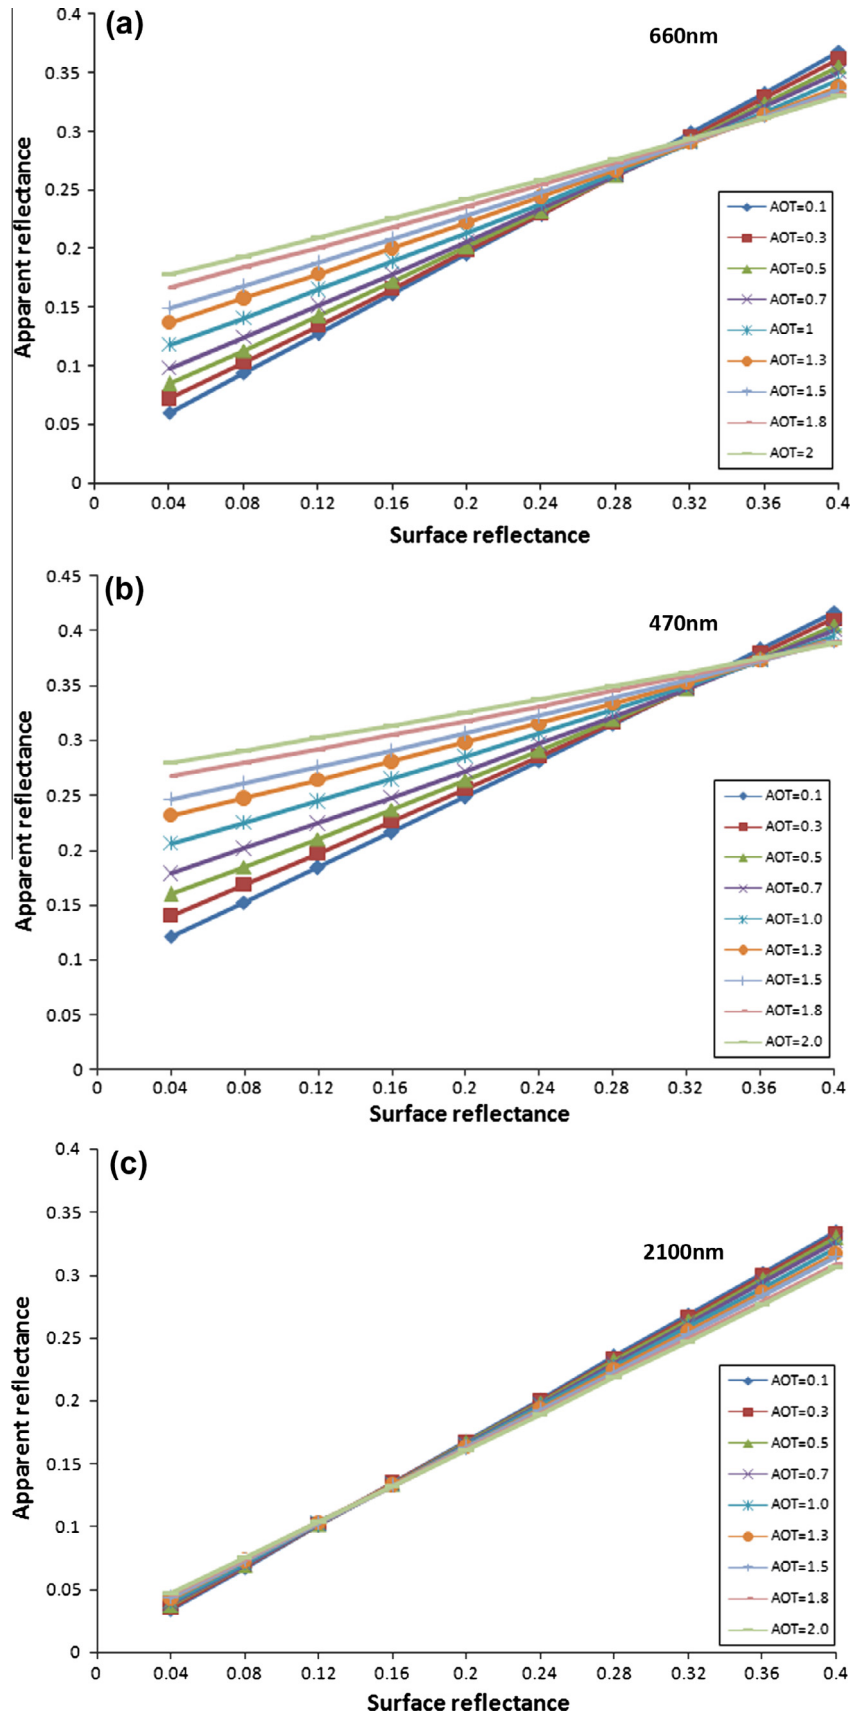 (a)
660nm
0.4
0.35
0.3
0.25
0.2
0.15
0.1
0.05
0
Apparent reflectance
AOT=0.1
AOT=0.3
AOT=0.5
AOT=0.7
AOT=1
AOT=1.3
AOT=1.5
AOT=1.8
AOT=2
0 0.04 0.08 0.12 0.16 0.2 0.24 0.28 0.32 0.36 0.4
Surface reflectance
(b)
470nm
0.45
0.4
0.35
0.3
0.25
0.2
0.15
0.1
0.05
0
Apparent reflectance
AOT=0.1
AOT=0.3
AOT=0.5
AOT=0.7
AOT=1.0
AOT=1.3
AOT=1.5
AOT=1.8
AOT=2.0
0 0.04 0.08 0.12 0.16 0.2 0.24 0.28 0.32 0.36 0.4
Surface reflectance
(c)
2100nm
0.4
0.35
0.3
0.25
0.2
0.15
0.1
0.05
0
Apparent reflectance
AOT=0.1
AOT=0.3
AOT=0.5
AOT=0.7
AOT=1.0
AOT=1.3
AOT=1.5
AOT=1.8
AOT=2.0
0 0.04 0.08 0.12 0.16 0.2 0.24 0.28 0.32 0.36 0.4
Surface reflectance